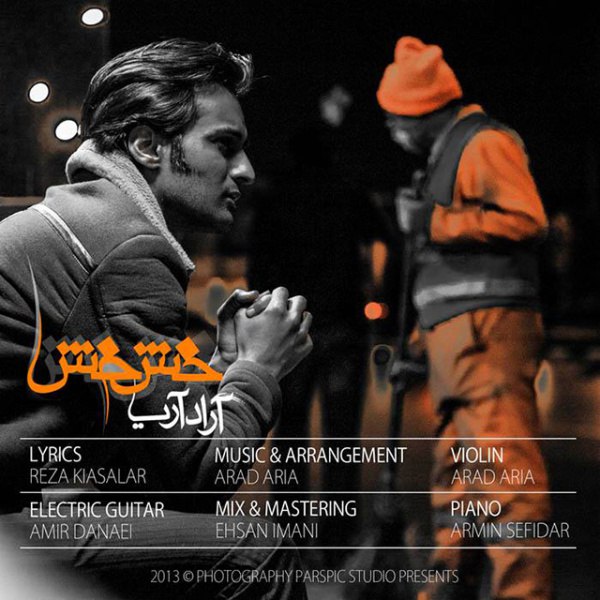 خش خش
آراد آریا
LYRICS MUSIC & ARRANGEMENT VIOLIN
REZA KIASALAR ARAD ARIA ARAD ARIA
ELECTRIC GUITAR MIX & MASTERING PIANO
AMIR DANAEI EHSAN IMANI ARMIN SEFIDAR
2013 © PHOTOGRAPHY PARSPIC STUDIO PRESENTS